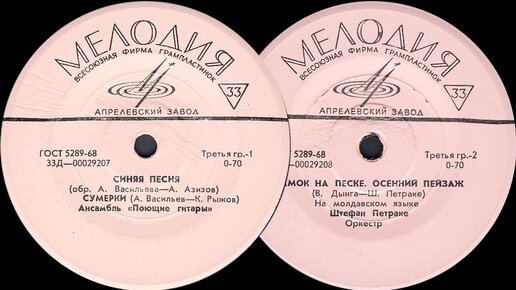 МЕЛОДИЯ
ВСЕСОЮЗНАЯ ФИРМА ГРАМПЛАСТИНОК
33
АПРЕЛЕВСКИЙ ЗАВОД
ГОСТ 5289-68
Третья гр.-1
33Д-00029207
0-70
СИНЯЯ ПЕСНЯ
(обр. А. Васильева—А. Азизов)
СУМЕРКИ (А. Васильев—К. Рыжов)
Ансамбль «Поющие гитары»
МЕЛОДИЯ
ВСЕСОЮЗНАЯ ФИРМА ГРАМПЛАСТИНОК
33
АПРЕЛЕВСКИЙ ЗАВОД
5289-68
Третья гр.-2
00029208
0-70
МОК НА ПЕСКЕ. ОСЕННИЙ ПЕЙЗАЖ
(В. Дынга—Ш. Петраке)
На молдавском языке
Штефан Петраке
Оркестр